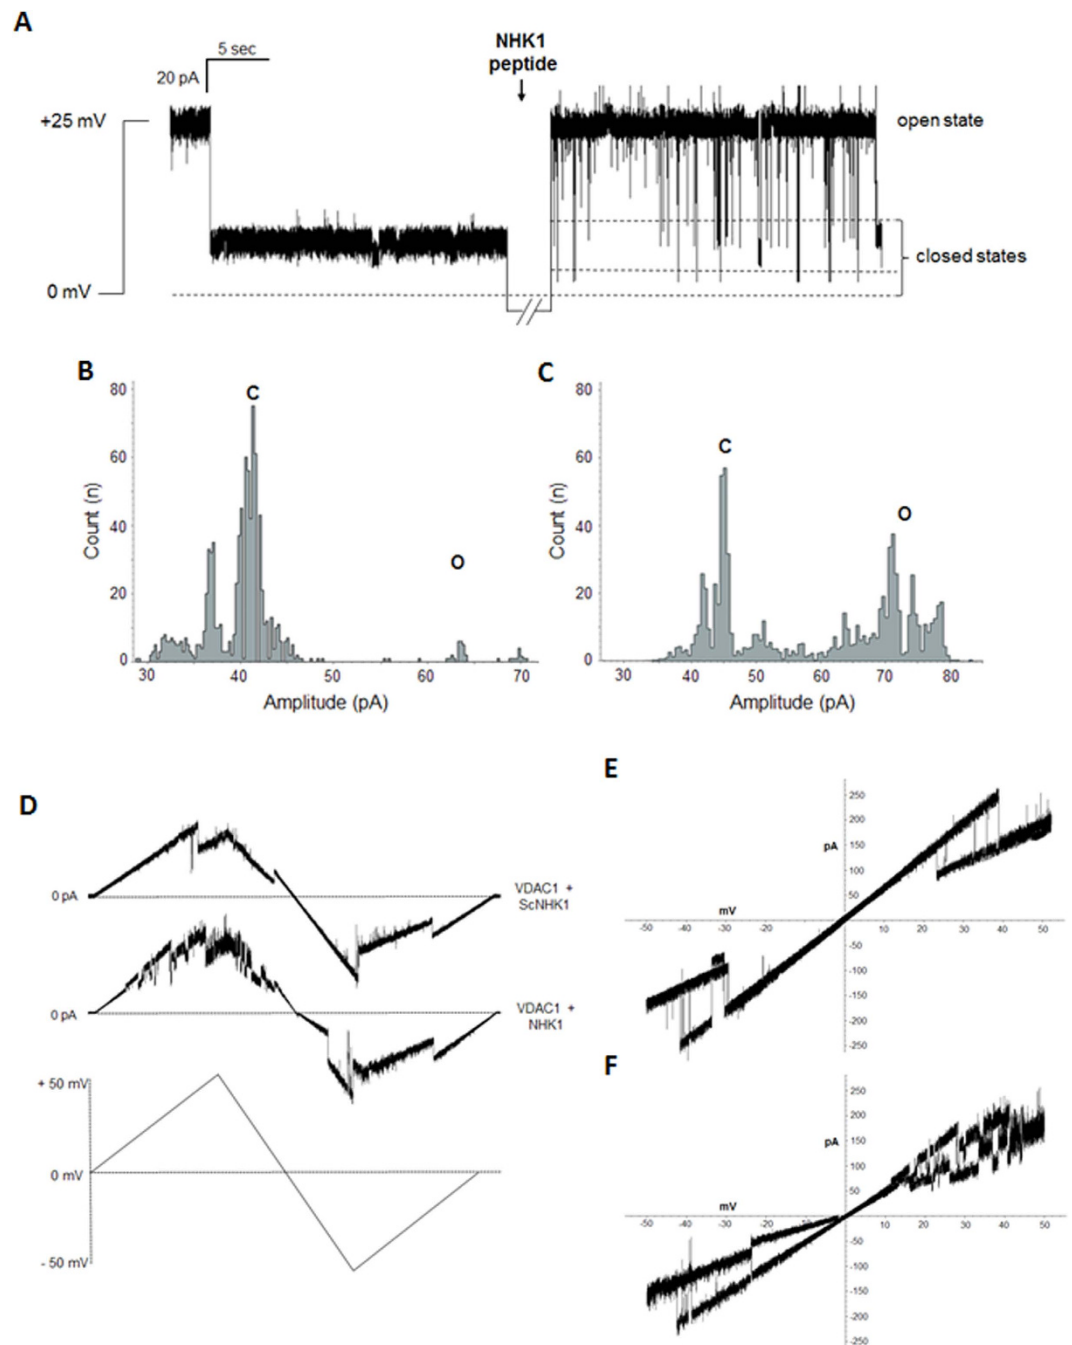 A
5 sec
20 pA
NHK1
peptide
+25 mV
open state
closed states
0 mV
B
C
80
60
40
20
0
Count (n)
O
30 40 50 60 70
Amplitude (pA)
C
C
80
60
40
20
0
Count (n)
O
30 40 50 60 70 80
Amplitude (pA)
D
0 pA
VDAC1 +
ScNHK1
0 pA
VDAC1 +
NHK1
+ 50 mV
0 mV
- 50 mV
E
250
200
pA 150
100
50
mV
-50 -40 -30 -20 -10 10 20 30 40 50
-50
-100
-150
-200
-250
F
250
200
pA 150
100
50
mV
-50 -40 -30 -20 -10 10 20 30 40 50
-50
-100
-150
-200
-250